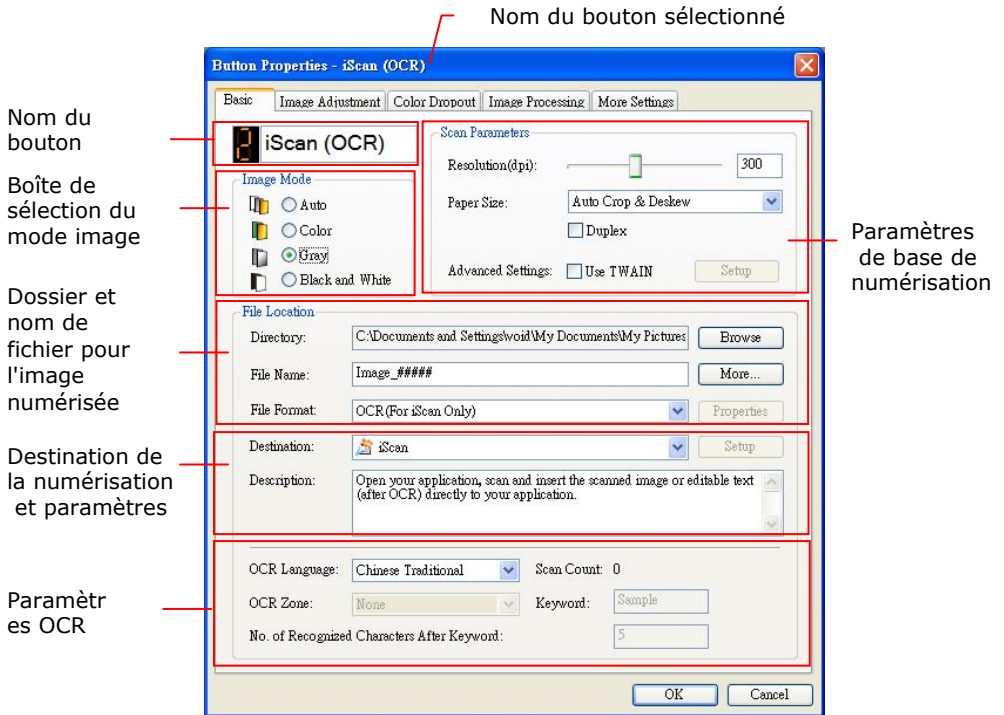 Nom du bouton sélectionné
Button Properties - iScan (OCR)
Basic Image Adjustment Color Dropout Image Processing More Settings
Nom du
bouton
2 iScan (OCR)
Boîte de
sélection du
mode image
Image Mode
Auto
Color
Gray
Black and White
Scan Parameters
Resolution(dpi): 300
Paper Size: Auto Crop & Deskew
Duplex
Advanced Settings: Use TWAIN Setup
Paramètres
de base de
numérisation
Dossier et
nom de
fichier pour
l'image
numérisée
File Location
Directory: C:\Documents and Settings\void\My Documents\My Pictures Browse
File Name: Image_##### More...
File Format: OCR(For iScan Only) Properties
Destination de
la numérisation
et paramètres
Destination: iScan Setup
Description: Open your application, scan and insert the scanned image or editable text
(after OCR) directly to your application.
Paramètr
es OCR
OCR Language: Chinese Traditional Scan Count: 0
OCR Zone: None Keyword: Sample
No. of Recognized Characters After Keyword: 5
OK Cancel